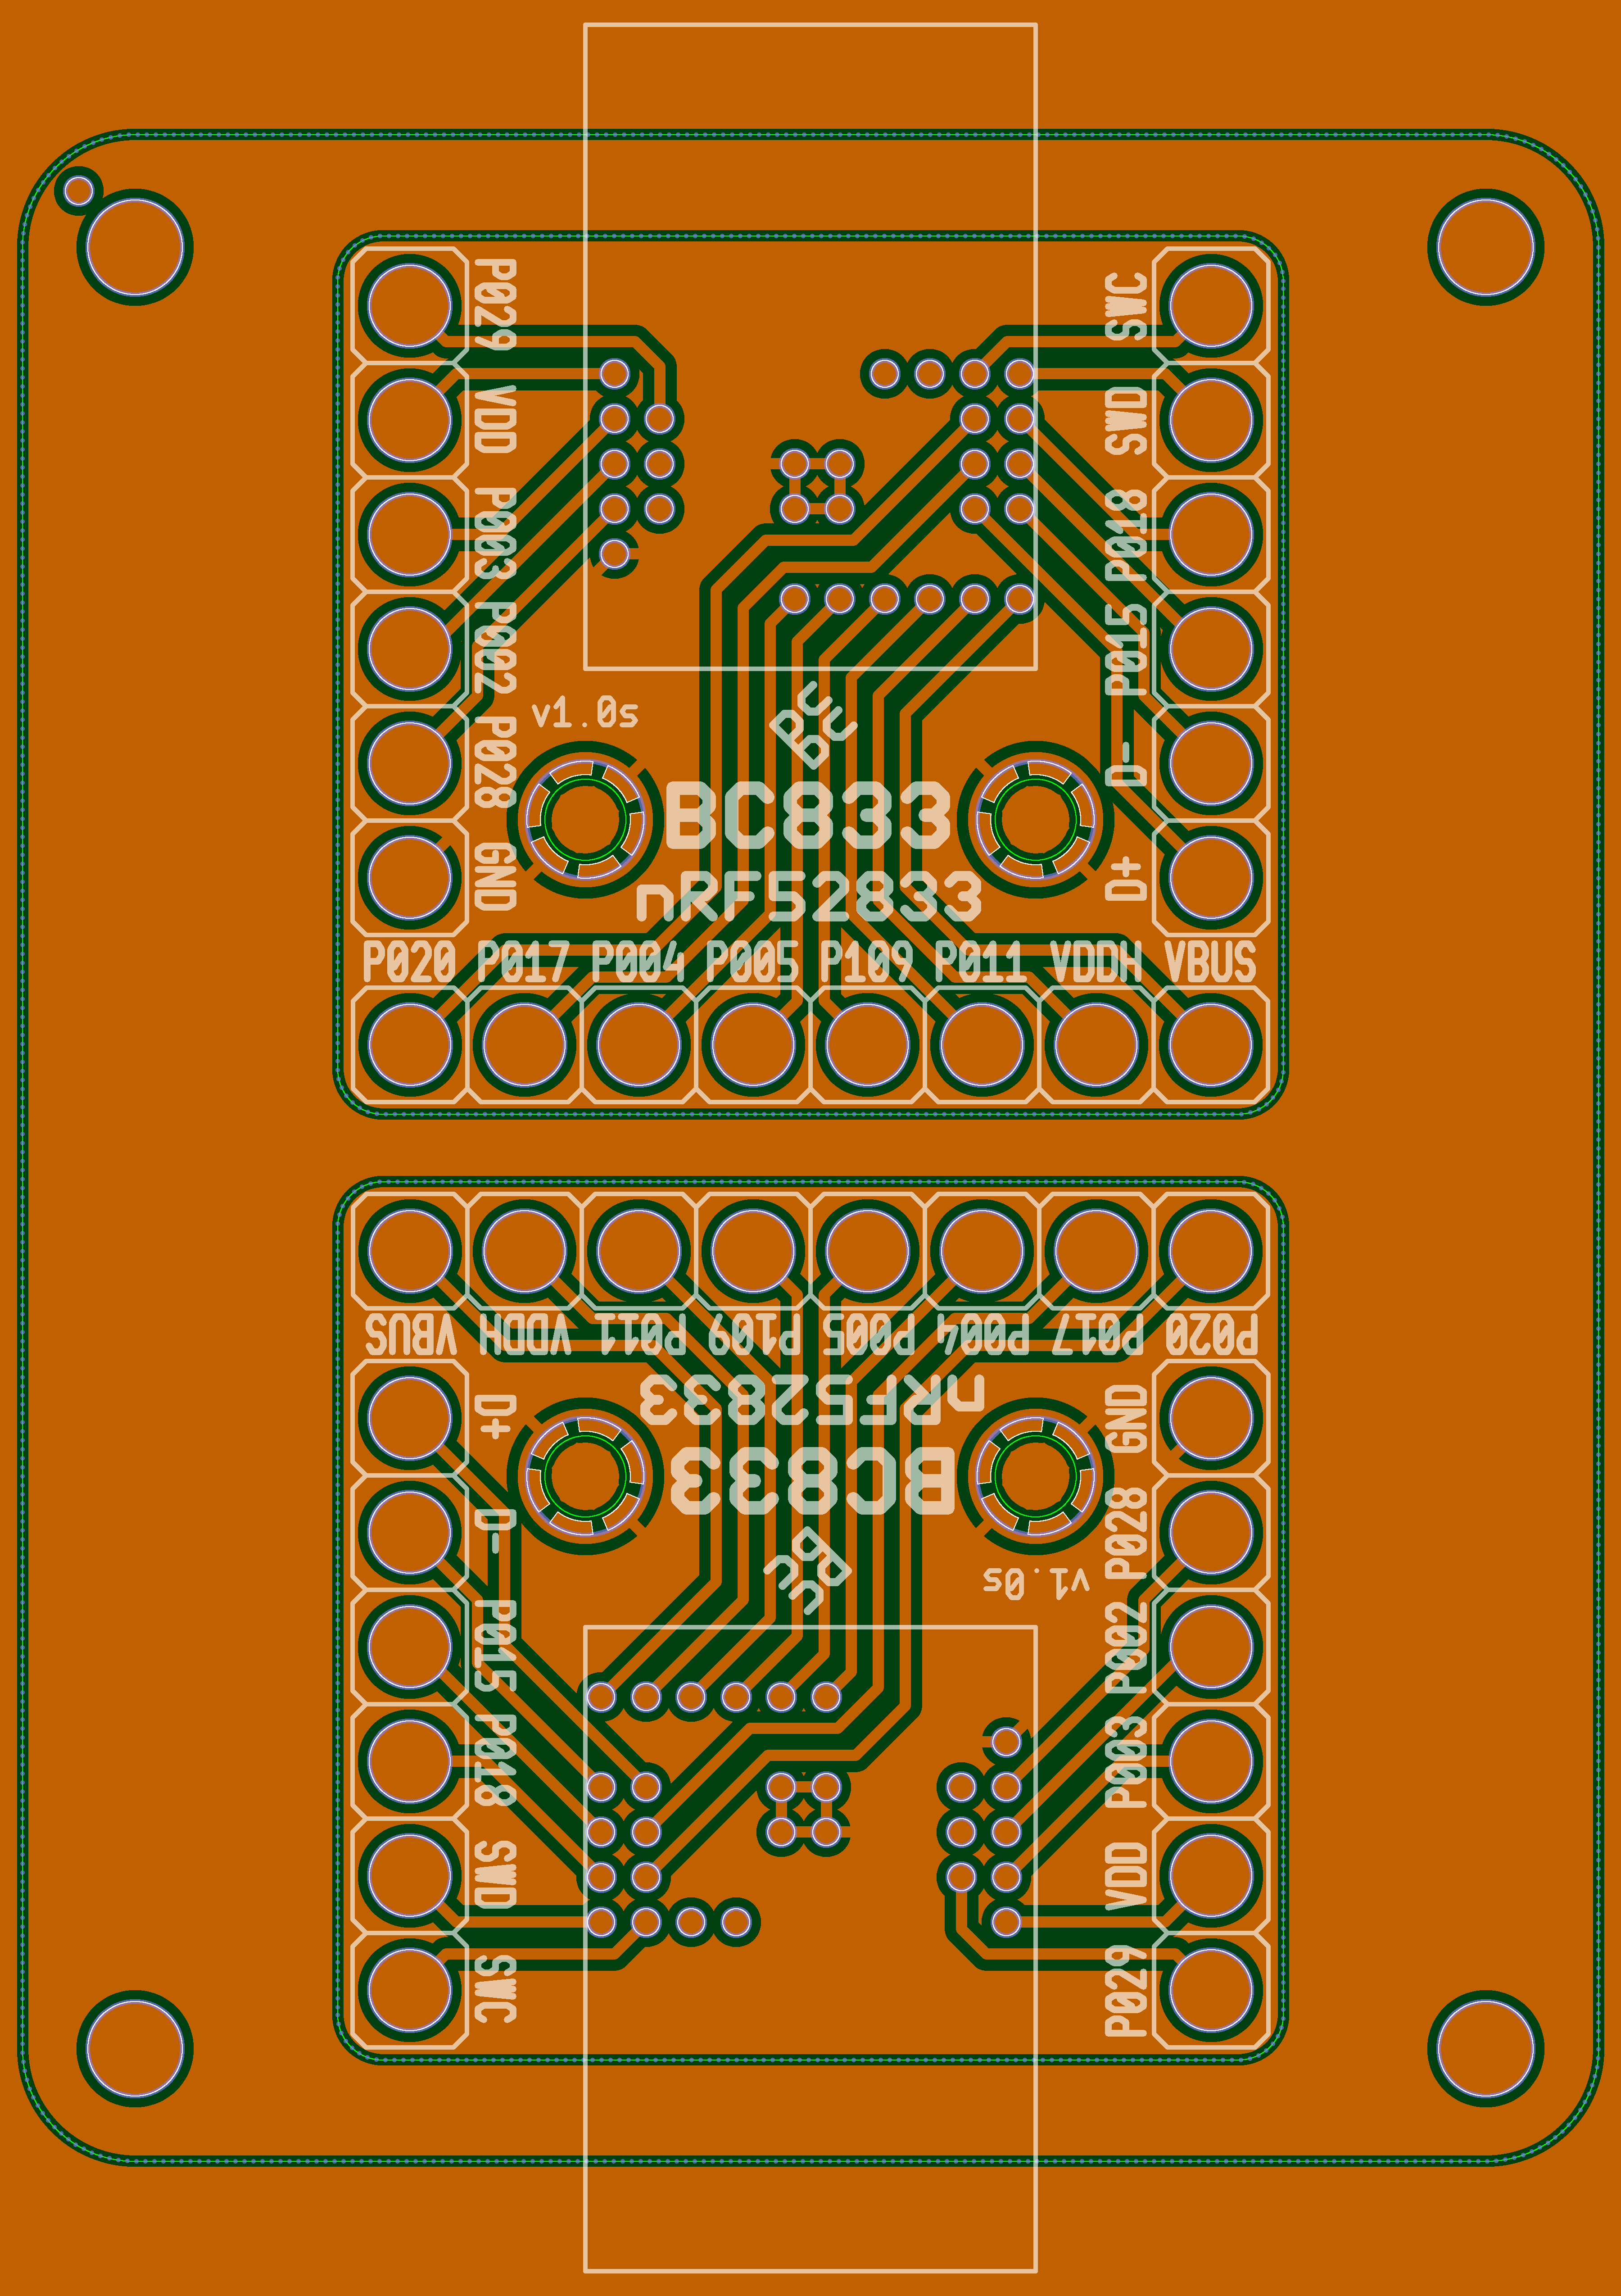 P029
SWC
VDD
SWD
P003
P018
P002
P015
v1.0s
BC
P028
D-
BC833
GND
nRF52833
D+
P020 P017 P004 P005 P109 P011 VDDH VBUS
VBUS VDDH P011 P109 P005 P004 P017 P020
D+
nRF52833
GND
BC833
D-
P028
BC
v1.0s
P015
P002
P018
P003
SWD
VDD
SWC
P029